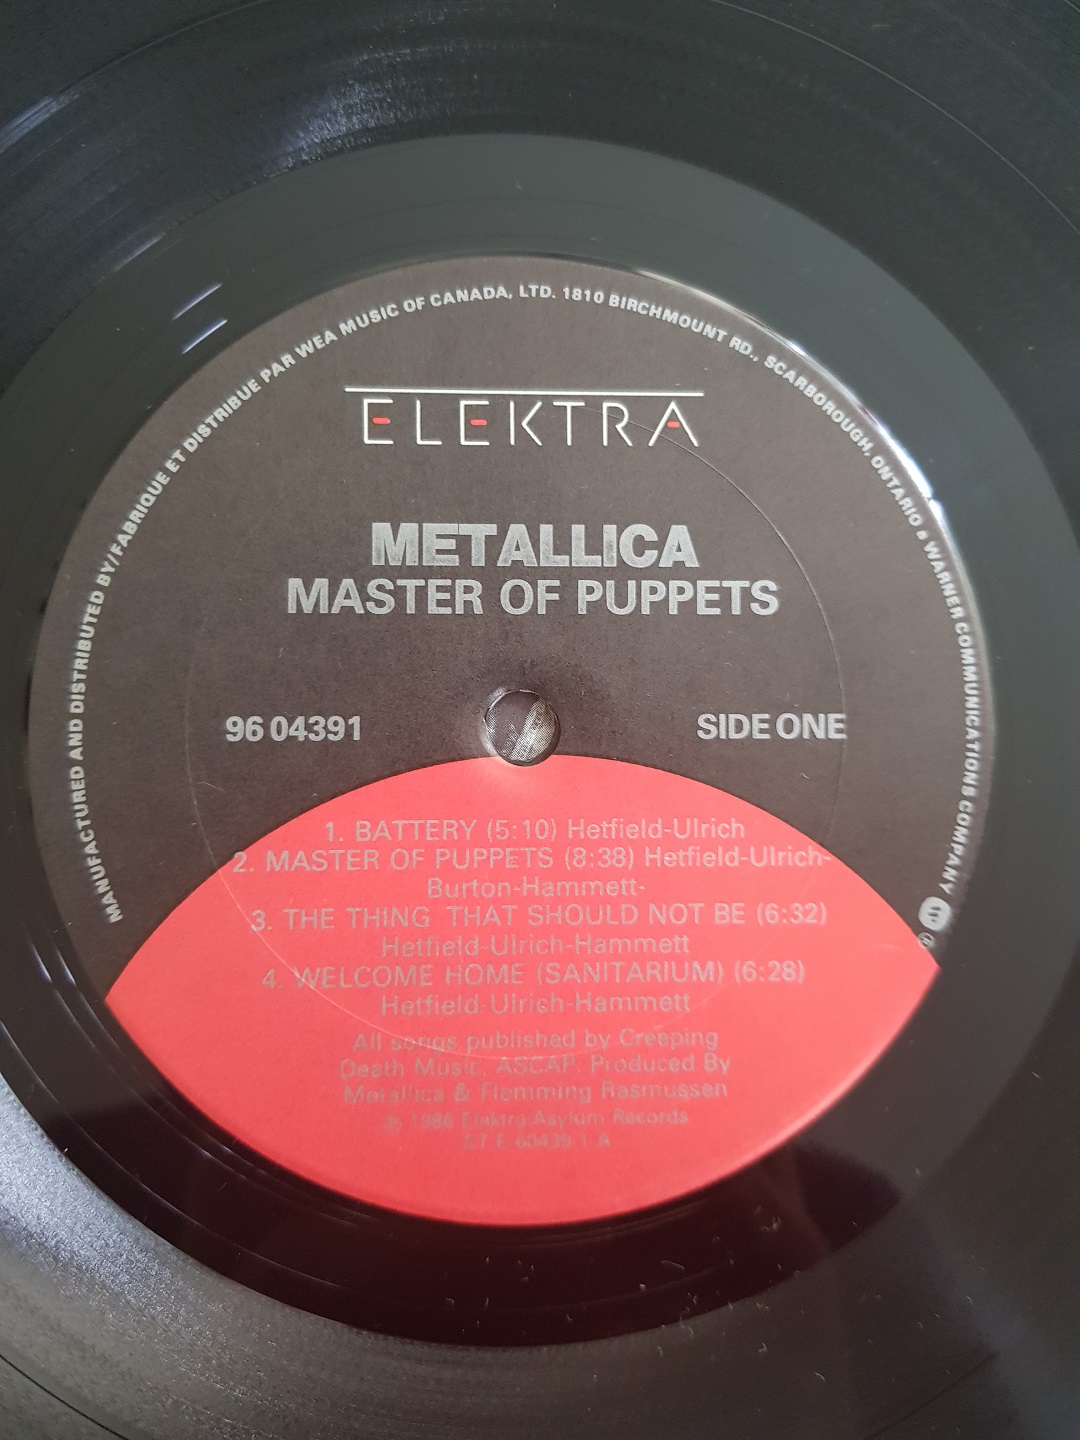 MANUFACTURED AND DISTRIBUTED BY/FABRIQUE ET DISTRIBUE PAR WEA MUSIC OF CANADA, LTD. 1810 BIRCHMOUNT RD., SCARBOROUGH, ONTARIO a WARNER COMMUNICATIONS COMPANY
ELEKTRA
METALLICA
MASTER OF PUPPETS
96 04391
SIDE ONE
1. BATTERY (5:10) Hetfield-Ulrich
2. MASTER OF PUPPETS (8:38) Hetfield-Ulrich-
Burton-Hammett-
3. THE THING THAT SHOULD NOT BE (6:32)
Hetfield-Ulrich-Hammett
4. WELCOME HOME (SANITARIUM) (6:28)
Hetfield-Ulrich-Hammett
All songs published by Creeping
Death Music, ASCAP. Produced By
Metallica & Flemming Rasmussen
℗ 1986 Elektra Asylum Records
60439 1 A